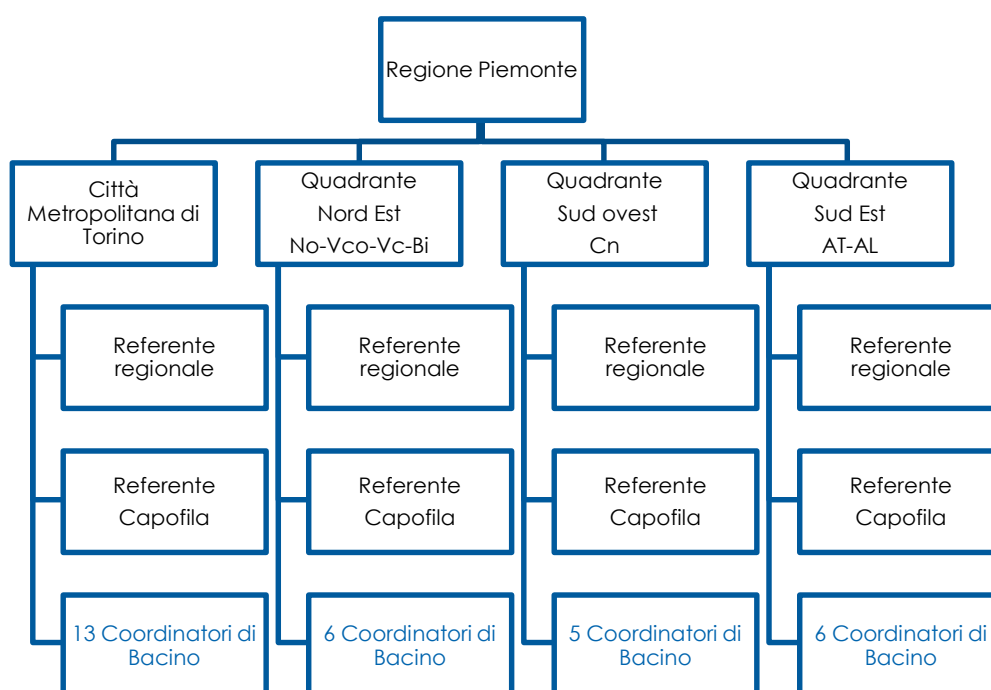 Regione Piemonte
Città
Metropolitana di
Torino
Quadrante
Nord Est
No-Vco-Vc-Bi
Quadrante
Sud ovest
Cn
Quadrante
Sud Est
AT-AL
Referente
regionale
Referente
regionale
Referente
regionale
Referente
regionale
Referente
Capofila
Referente
Capofila
Referente
Capofila
Referente
Capofila
13 Coordinatori di
Bacino
6 Coordinatori di
Bacino
5 Coordinatori di
Bacino
6 Coordinatori di
Bacino